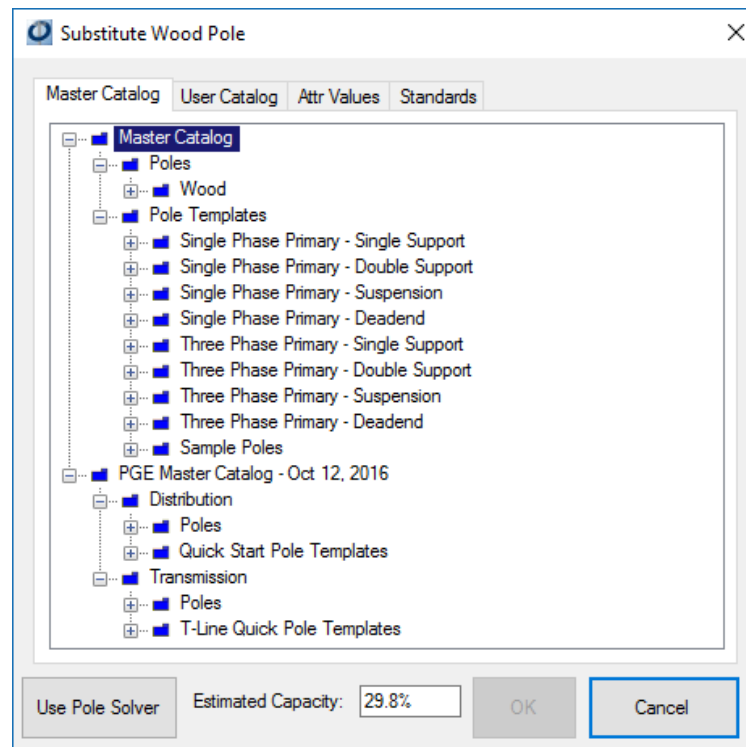 Substitute Wood Pole
Master Catalog User Catalog Attr Values Standards
Master Catalog
Poles
Wood
Pole Templates
Single Phase Primary - Single Support
Single Phase Primary - Double Support
Single Phase Primary - Suspension
Single Phase Primary - Deadend
Three Phase Primary - Single Support
Three Phase Primary - Double Support
Three Phase Primary - Suspension
Three Phase Primary - Deadend
Sample Poles
PGE Master Catalog - Oct 12, 2016
Distribution
Poles
Quick Start Pole Templates
Transmission
Poles
T-Line Quick Pole Templates
Use Pole Solver Estimated Capacity: 29.8% OK Cancel